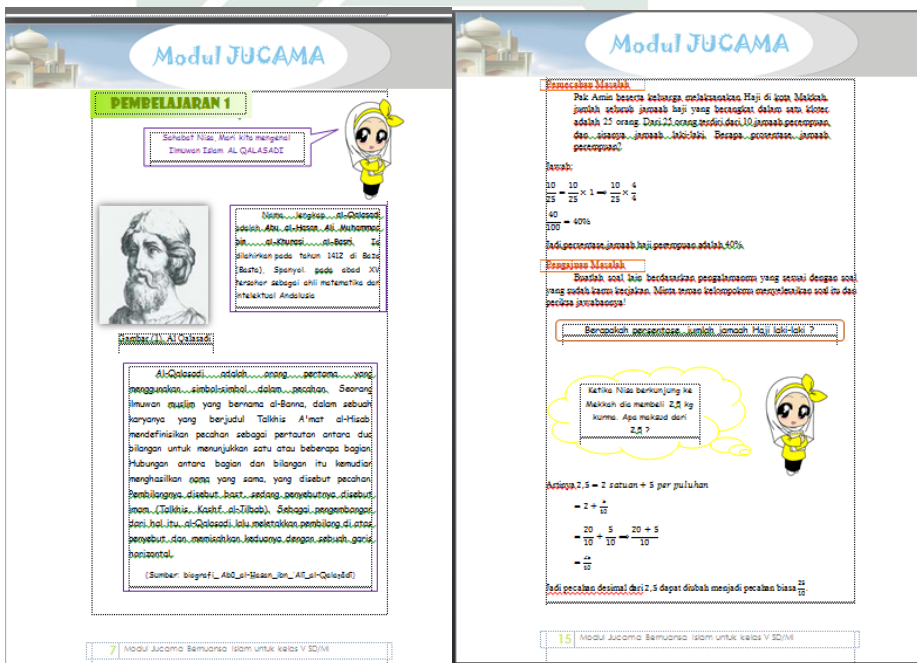 Modul JUCAMA
PEMBELAJARAN 1
Sahabat Nisa, Mari kita mengenal
Ilmuwan Islam AL QALASADI
Nama lengkap al-Qalasadi
adalah Abu al-Hasan Ali Muhammad
bin al-Khurasi al-Basri. Ia
dilahirkan pada tahun 1412 di Baza
(Basta), Spanyol. pada abad XV
tersohor sebagai ahli matematika dan
intelektual Andalusia
Gambar (1). Al Qalasadi
Al-Qalasadi adalah orang pertama yang
menggunakan simbol-simbol dalam pecahan. Seorang
ilmuwan muslim yang bernama al-Banna, dalam sebuah
karyanya yang berjudul Talkhis A'mat al-Hisab
mendefinisikan pecahan sebagai pertautan antara dua
bilangan untuk menunjukkan satu atau beberapa bagian.
Hubungan antara bagian dan bilangan itu kemudian
menghasilkan nama yang sama, yang disebut pecahan.
Pembilangnya disebut bast, sedang penyebutnya disebut
imam (Talkhis, Kashf al-Jilbab). Sebagai pengembangan
dari hal itu, al-Qalasadi lalu meletakkan pembilang di atas
penyebut dan memisahkan keduanya dengan sebuah garis
horizontal.
(Sumber: biografi_ Abū_al-Hasan_ibn_'Alī_al-Qalaṣādī)
7 Modul Jucama Bernuansa Islam untuk kelas V SD/MI
Modul JUCAMA
Pemecahan Masalah
Pak Amin beserta keluarga melaksanakan Haji di kota Makkah,
jumlah seluruh jamaah haji yang berangkat dalam satu kloter
adalah 25 orang. Dari 25 orang terdiri dari 10 jamaah perempuan,
dan sisanya jamaah laki-laki. Berapa prosentase jamaah
perempuan?
Jawab:
10/25 = 10/25 × 1 ⟹ 10/25 × 4/4
40/100 = 40%
Jadi persentase jamaah haji perempuan adalah 40%.
Pengajuan Masalah
Buatlah soal lain berdasarkan pengalamanmu yang sesuai dengan soal
yang sudah kamu kerjakan. Minta teman kelompokmu menyelesaikan soal itu dan
periksa jawabannya!
Berapakah persentase jumlah jamaah Haji laki-laki ?
Ketika Nisa berkunjung ke
Mekkah dia membeli 2,5 kg
kurma. Apa maksud dari
2,5 ?
Artinya 2,5 = 2 satuan + 5 per puluhan
= 2 + 5/10
= 20/10 + 5/10 ⟹ 20 + 5/10
= 25/10
Jadi pecahan desimal dari 2,5 dapat diubah menjadi pecahan biasa 25/10
15 Modul Jucama Bernuansa Islam untuk kelas V SD/MI